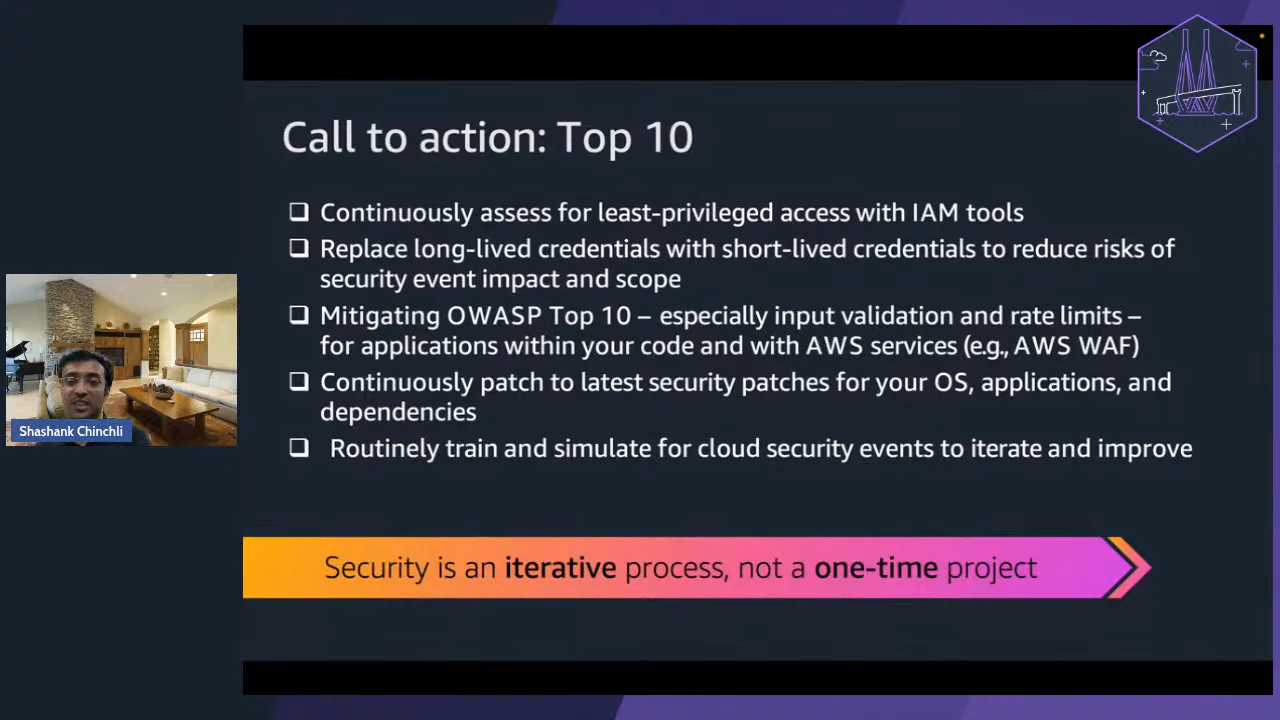 Call to action: Top 10
❑ Continuously assess for least-privileged access with IAM tools
❑ Replace long-lived credentials with short-lived credentials to reduce risks of
security event impact and scope
❑ Mitigating OWASP Top 10 – especially input validation and rate limits –
for applications within your code and with AWS services (e.g., AWS WAF)
❑ Continuously patch to latest security patches for your OS, applications, and
dependencies
❑ Routinely train and simulate for cloud security events to iterate and improve
Shashank Chinchli
Security is an iterative process, not a one-time project